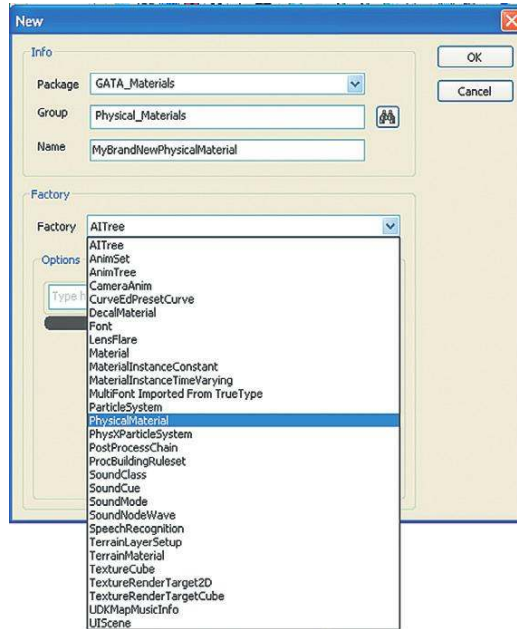 New
Info
OK
Package GATA_Materials
Cancel
Group Physical_Materials
Name MyBrandNewPhysicalMaterial
Factory
Factory AITree
AITree
Options
AnimSet
AnimTree
CameraAnim
Type
CurveEdPresetCurve
DecalMaterial
Font
LensFlare
Material
MaterialInstanceConstant
MaterialInstanceTimeVarying
MultiFont Imported From TrueType
ParticleSystem
PhysicalMaterial
PhysXParticleSystem
PostProcessChain
ProcBuildingRuleset
SoundClass
SoundCue
SoundMode
SoundNodeWave
SpeechRecognition
TerrainLayerSetup
TerrainMaterial
TextureCube
TextureRenderTarget2D
TextureRenderTargetCube
UDKMapMusicInfo
UIScene